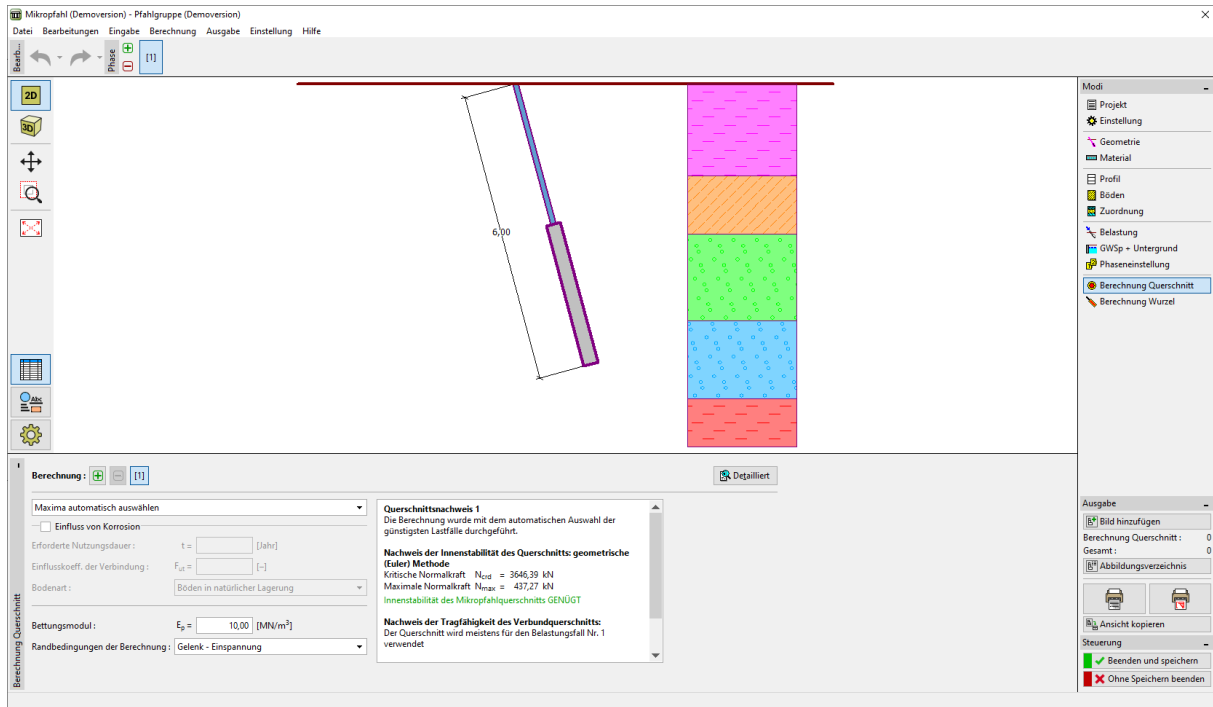 Mikropfahl (Demoversion) - Pfahlgruppe (Demoversion)
Datei Bearbeitungen Eingabe Berechnung Ausgabe Einstellung Hilfe
Bearb...
Phase
[1]
2D
3D
6,00
Abc
Modi
Projekt
Einstellung
Geometrie
Material
Profil
Böden
Zuordnung
Belastung
GWSp + Untergrund
Phaseneinstellung
Berechnung Querschnitt
Berechnung Wurzel
Berechnung Querschnitt
Berechnung : [1]
Detailliert
Maxima automatisch auswählen
Einfluss von Korrosion
Erforderte Nutzungsdauer : t = [Jahr]
Einflusskoeff. der Verbindung : Fut = [–]
Bodenart : Böden in natürlicher Lagerung
Bettungsmodul : Ep = 10,00 [MN/m³]
Randbedingungen der Berechnung : Gelenk - Einspannung
Querschnittsnachweis 1
Die Berechnung wurde mit dem automatischen Auswahl der
günstigsten Lastfälle durchgeführt.
Nachweis der Innenstabilität des Querschnitts: geometrische
(Euler) Methode
Kritische Normalkraft Ncrd = 3646,39 kN
Maximale Normalkraft Nmax = 437,27 kN
Innenstabilität des Mikropfahlquerschnitts GENÜGT
Nachweis der Tragfähigkeit des Verbundquerschnitts:
Der Querschnitt wird meistens für den Belastungsfall Nr. 1
verwendet
Ausgabe
Bild hinzufügen
Berechnung Querschnitt : 0
Gesamt : 0
Abbildungsverzeichnis
Ansicht kopieren
Steuerung
Beenden und speichern
Ohne Speichern beenden